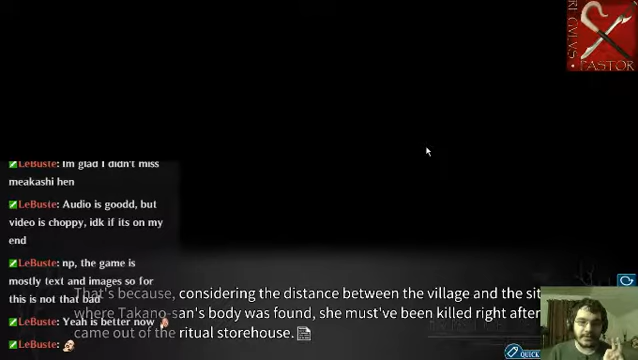 PASTOR
LeBuste: Im glad I didn't miss
meakashi hen
LeBuste: Audio is goodd, but
video is choppy, idk if its on my
end
LeBuste: np, the game is
mostly text and images so for
this is not that bad
LeBuste: Yeah is better now
LeBuste:
That's because, considering the distance between the village and the sit
where Takano-san's body was found, she must've been killed right after
came out of the ritual storehouse.
QUICK